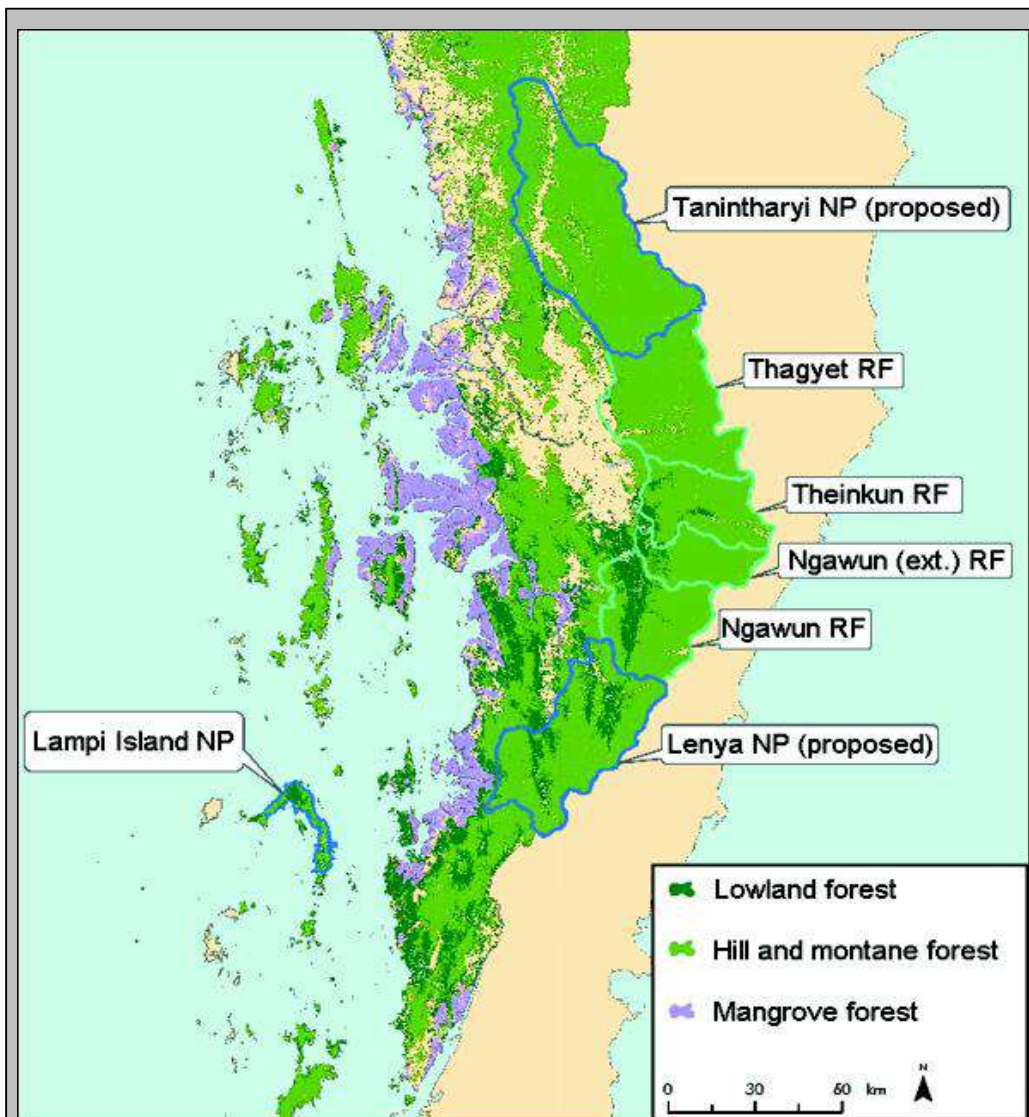 Tanintharyi NP (proposed)
Thagyet RF
Theinkun RF
Ngawun (ext.) RF
Ngawun RF
Lampi Island NP
Lenya NP (proposed)
Lowland forest
Hill and montane forest
Mangrove forest
N
0 30 60 km